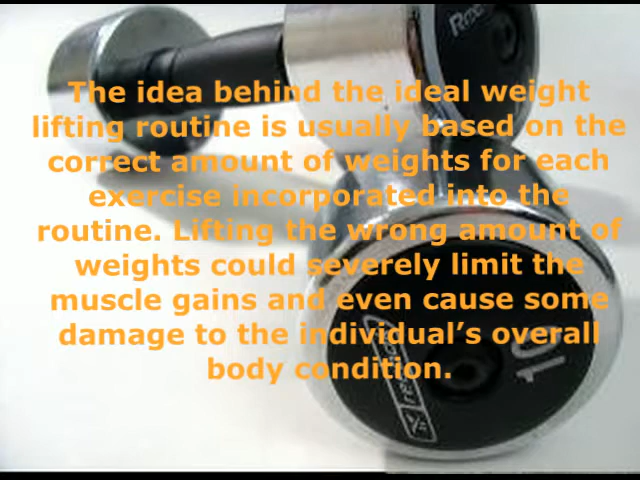 The idea behind the ideal weight
lifting routine is usually based on the
correct amount of weights for each
exercise incorporated into the
routine. Lifting the wrong amount of
weights could severely limit the
muscle gains and even cause some
damage to the individual’s overall
body condition.
10